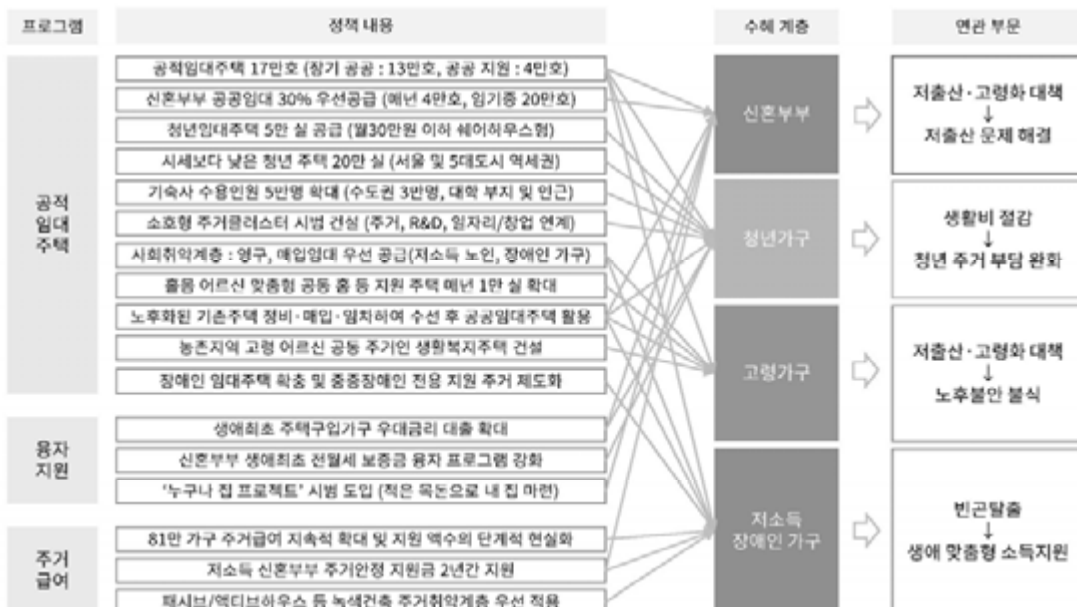 프로그램
정책 내용
수혜 계층
연관 부문
공적
임대
주택
공적임대주택 17만호 (장기 공공 : 13만호, 공공 지원 : 4만호)
신혼부부 공공임대 30% 우선공급 (매년 4만호, 임기중 20만호)
청년임대주택 5만 실 공급 (월30만원 이하 쉐어하우스형)
시세보다 낮은 청년 주택 20만 실 (서울 및 5대도시 역세권)
기숙사 수용인원 5만명 확대 (수도권 3만명, 대학 부지 및 인근)
소호형 주거클러스터 시범 건설 (주거, R&D, 일자리/창업 연계)
사회취약계층 : 영구, 매입임대 우선 공급(저소득 노인, 장애인 가구)
홀몸 어르신 맞춤형 공동 홈 등 지원 주택 매년 1만 실 확대
노후화된 기존주택 정비·매입·임차하여 수선 후 공공임대주택 활용
농촌지역 고령 어르신 공동 주기인 생활복지주택 건설
장애인 임대주택 확충 및 중증장애인 전용 지원 주거 제도화
융자
지원
생애최초 주택구입가구 우대금리 대출 확대
신혼부부 생애최초 전월세 보증금 융자 프로그램 강화
'누구나 집 프로젝트' 시범 도입 (적은 목돈으로 내 집 마련)
주거
급여
81만 가구 주거급여 지속적 확대 및 지원 액수의 단계적 현실화
저소득 신혼부부 주거안정 지원금 2년간 지원
패시브/액티브하우스 등 녹색건축 주거취약계층 우선 적용
신혼부부
청년가구
고령가구
저소득
장애인 가구
저출산·고령화 대책
↓
저출산 문제 해결
생활비 절감
↓
청년 주거 부담 완화
저출산·고령화 대책
↓
노후불안 불식
빈곤탈출
↓
생애 맞춤형 소득지원